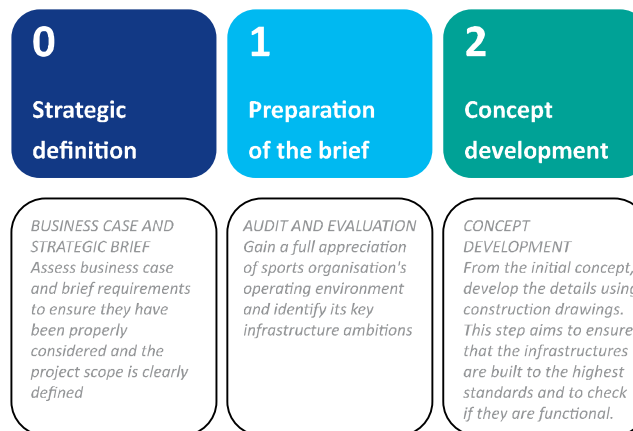 0
Strategic
definition
1
Preparation
of the brief
2
Concept
development
BUSINESS CASE AND
STRATEGIC BRIEF
Assess business case
and brief requirements
to ensure they have
been properly
considered and the
project scope is clearly
defined
AUDIT AND EVALUATION
Gain a full appreciation
of sports organisation's
operating environment
and identify its key
infrastructure ambitions
CONCEPT
DEVELOPMENT
From the initial concept,
develop the details using
construction drawings.
This step aims to ensure
that the infrastructures
are built to the highest
standards and to check
if they are functional.